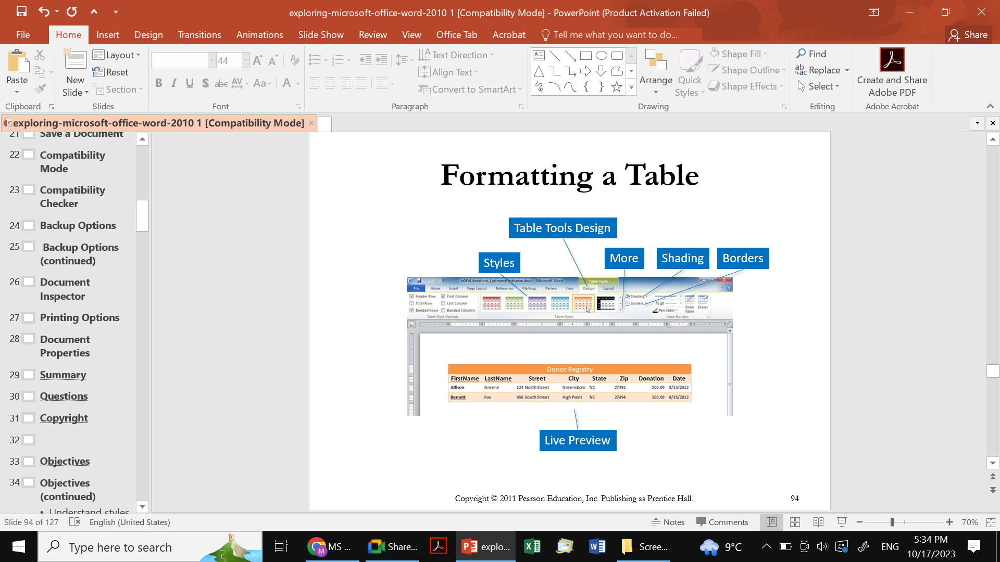 exploring-microsoft-office-word-2010 1 [Compatibility Mode] - PowerPoint (Product Activation Failed)
File Home Insert Design Transitions Animations Slide Show Review View Office Tab Acrobat Tell me what you want to do... Share
Paste
Clipboard
New Slide
Layout
Reset
Section
Slides
44
B I U S abc AV Aa A
Font
Text Direction
Align Text
Convert to SmartArt
Paragraph
Arrange
Quick Styles
Shape Fill
Shape Outline
Shape Effects
Drawing
Find
Replace
Select
Editing
Create and Share
Adobe PDF
Adobe Acrobat
exploring-microsoft-office-word-2010 1 [Compatibility Mode]
21 Save a Document
22 Compatibility
Mode
23 Compatibility
Checker
24 Backup Options
25 Backup Options
(continued)
26 Document
Inspector
27 Printing Options
28 Document
Properties
29 Summary
30 Questions
31 Copyright
32
33 Objectives
34 Objectives
(continued)
• Understand styles
Formatting a Table
Table Tools Design
Styles
More
Shading
Borders
w04h1donations_LastnameFirstname.docx - Microsoft Word
Table Tools
File Home Insert Page Layout References Mailings Review View Design Layout
Header Row First Column
Total Row Last Column
Banded Rows Banded Columns
Table Style Options
Table Styles
Shading
Borders
½ pt
Pen Color
Draw Table
Eraser
Draw Borders
Donor Registry
FirstName LastName Street City State Zip Donation Date
Allison Greene 123 North Street Greensboro NC 27492 500.00 8/13/2012
Bernett Fox 456 South Street High Point NC 27494 100.00 8/15/2012
Live Preview
Copyright © 2011 Pearson Education, Inc. Publishing as Prentice Hall.
94
Slide 94 of 127 English (United States) Notes Comments 70%
Type here to search
MS ...
Share...
explo...
Scree...
9°C
ENG
5:34 PM
10/17/2023